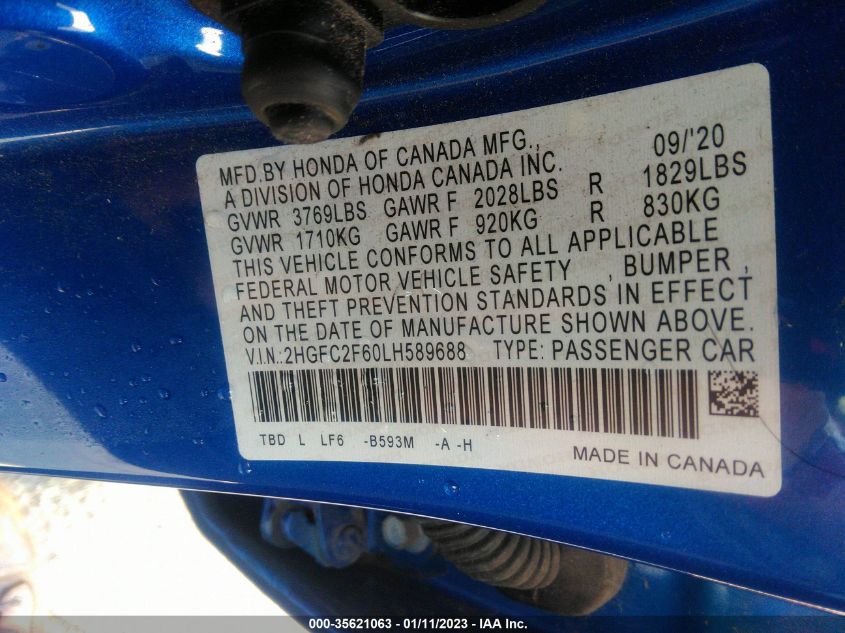 MFD.BY HONDA OF CANADA MFG., 09/'20
A DIVISION OF HONDA CANADA INC.
GVWR 3769LBS GAWR F 2028LBS R 1829LBS
GVWR 1710KG GAWR F 920KG R 830KG
THIS VEHICLE CONFORMS TO ALL APPLICABLE
FEDERAL MOTOR VEHICLE SAFETY , BUMPER ,
AND THEFT PREVENTION STANDARDS IN EFFECT
ON THE DATE OF MANUFACTURE SHOWN ABOVE.
V.I.N.:2HGFC2F60LH589688 TYPE: PASSENGER CAR
TBD L LF6 -B593M -A -H
MADE IN CANADA
000-35621063 - 01/11/2023 - IAA Inc.